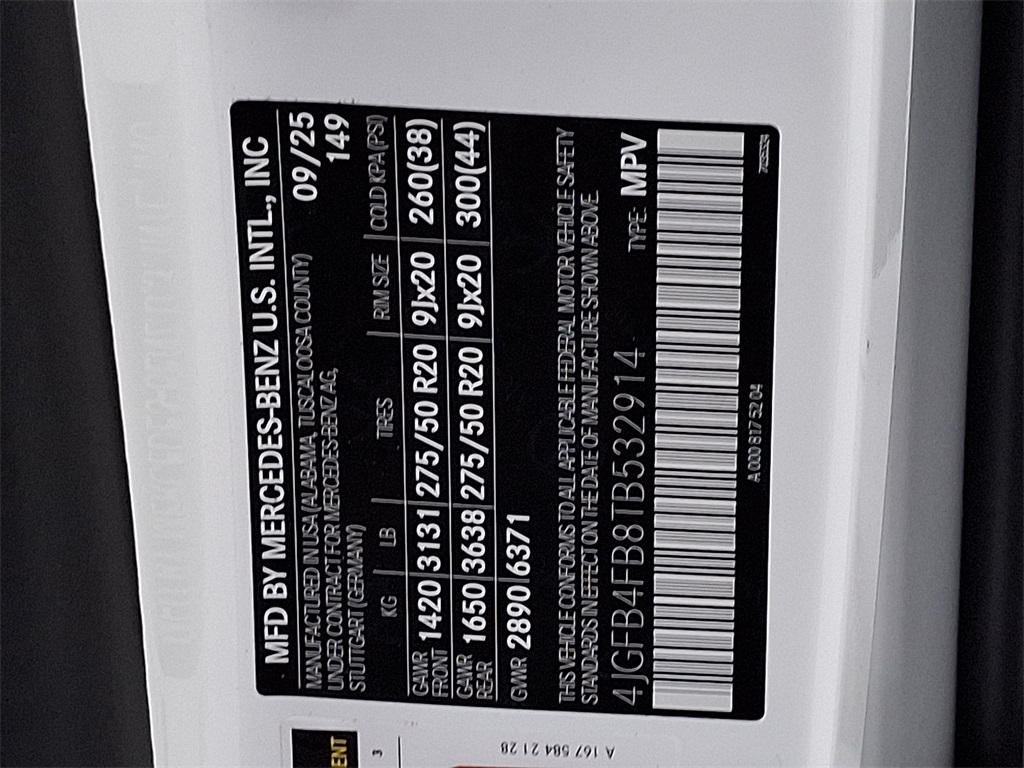 MFD BY MERCEDES-BENZ U.S. INTL., INC
MANUFACTURED IN USA (ALABAMA, TUSCALOOSA COUNTY) 09/25
UNDER CONTRACT FOR MERCEDES-BENZ AG, 149
STUTTGART (GERMANY)
KG LB TIRES RIM SIZE COLD KPA (PSI)
GAWR FRONT 1420 3131 275/50 R20 9Jx20 260(38)
GAWR REAR 1650 3638 275/50 R20 9Jx20 300(44)
GVWR 2890 6371
THIS VEHICLE CONFORMS TO ALL APPLICABLE FEDERAL MOTOR VEHICLE SAFETY
STANDARDS IN EFFECT ON THE DATE OF MANUFACTURE SHOWN ABOVE
4JGFB4FB8TB532914 TYPE: MPV
A 000 817 52 04
ENT
3
A 167 584 21 28